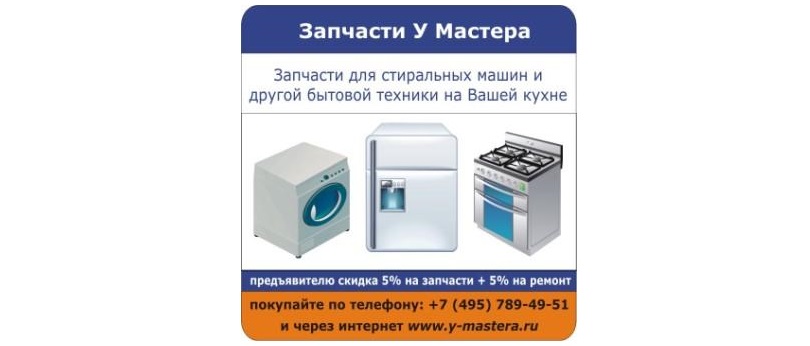 Запчасти У Мастера
Запчасти для стиральных машин и
другой бытовой техники на Вашей кухне
предъявителю скидка 5% на запчасти + 5% на ремонт
покупайте по телефону: +7 (495) 789-49-51
и через интернет www.y-mastera.ru